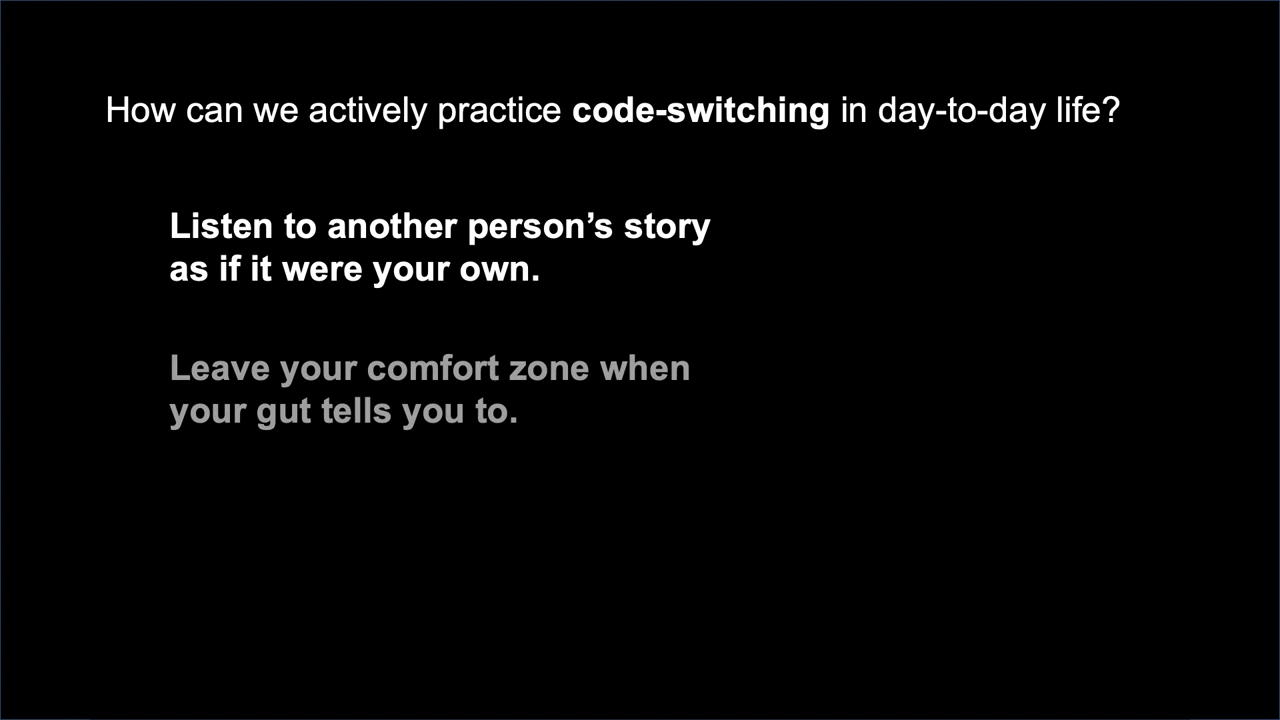 How can we actively practice code-switching in day-to-day life?
Listen to another person’s story
as if it were your own.
Leave your comfort zone when
your gut tells you to.